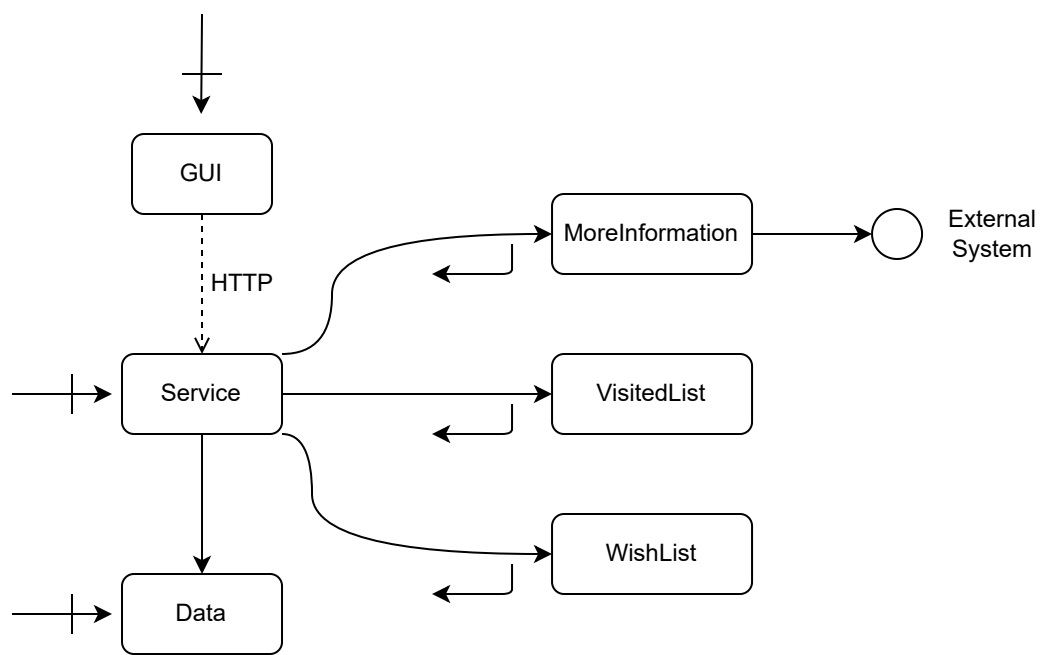 GUI
MoreInformation
External
System
HTTP
Service
VisitedList
WishList
Data